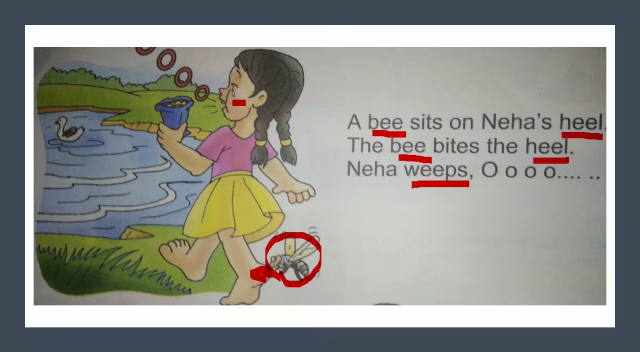 A bee sits on Neha's heel.
The bee bites the heel.
Neha weeps, O o o o.... ..